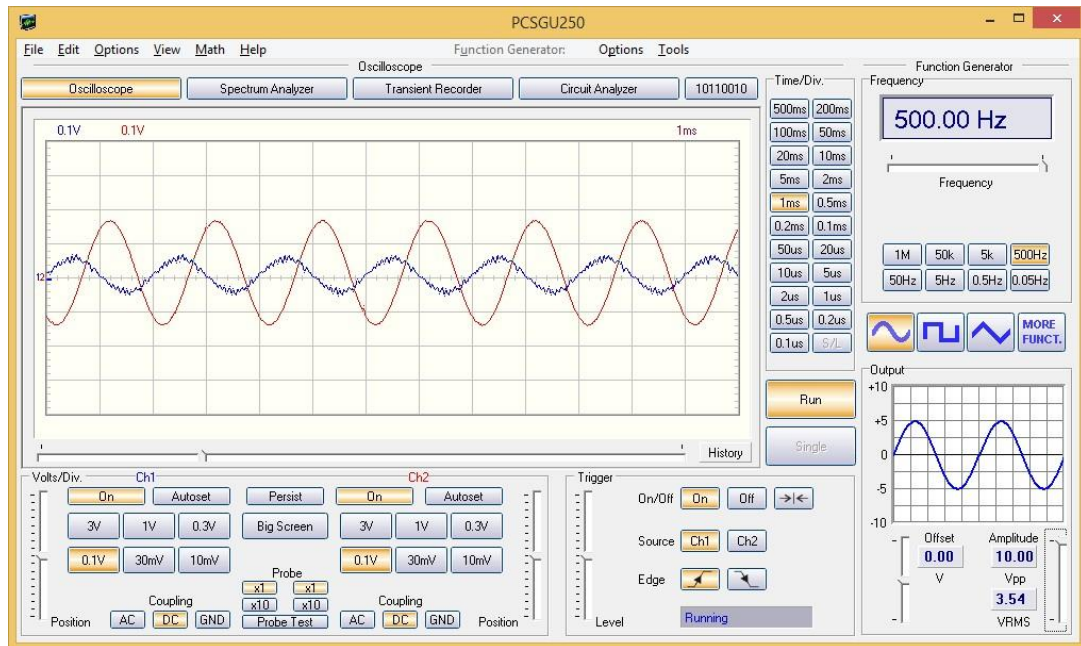 PCSGU250
File Edit Options View Math Help Function Generator: Options Tools
Oscilloscope
Oscilloscope Spectrum Analyzer Transient Recorder Circuit Analyzer 10110010
0.1V 0.1V 1ms
12
History
Time/Div.
500ms 200ms
100ms 50ms
20ms 10ms
5ms 2ms
1ms 0.5ms
0.2ms 0.1ms
50us 20us
10us 5us
2us 1us
0.5us 0.2us
0.1us S/L
Run
Single
Function Generator
Frequency
500.00 Hz
Frequency
1M 50k 5k 500Hz
50Hz 5Hz 0.5Hz 0.05Hz
MORE
FUNCT.
Output
+10
+5
0
-5
-10
Offset Amplitude
0.00 10.00
V Vpp
3.54
VRMS
Volts/Div. Ch1 Ch2
On Autoset Persist On Autoset
3V 1V 0.3V Big Screen 3V 1V 0.3V
0.1V 30mV 10mV 0.1V 30mV 10mV
Probe
x1 x1
Coupling x10 x10 Coupling
Position AC DC GND Probe Test AC DC GND Position
Trigger
On/Off On Off
Source Ch1 Ch2
Edge
Level Running